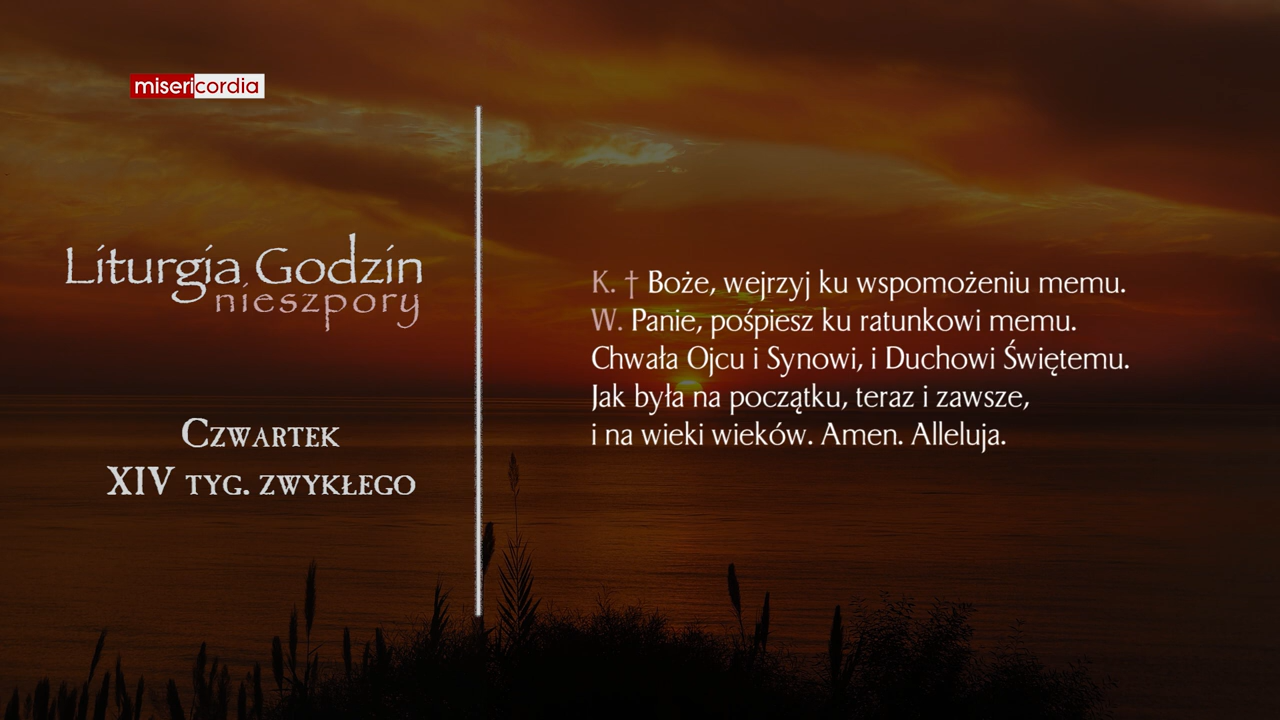 misericordia
Liturgia Godzin
nieszpory
Czwartek
XIV tyg. zwykłego
K. † Boże, wejrzyj ku wspomożeniu memu.
W. Panie, pośpiesz ku ratunkowi memu.
Chwała Ojcu i Synowi, i Duchowi Świętemu.
Jak była na początku, teraz i zawsze,
i na wieki wieków. Amen. Alleluja.